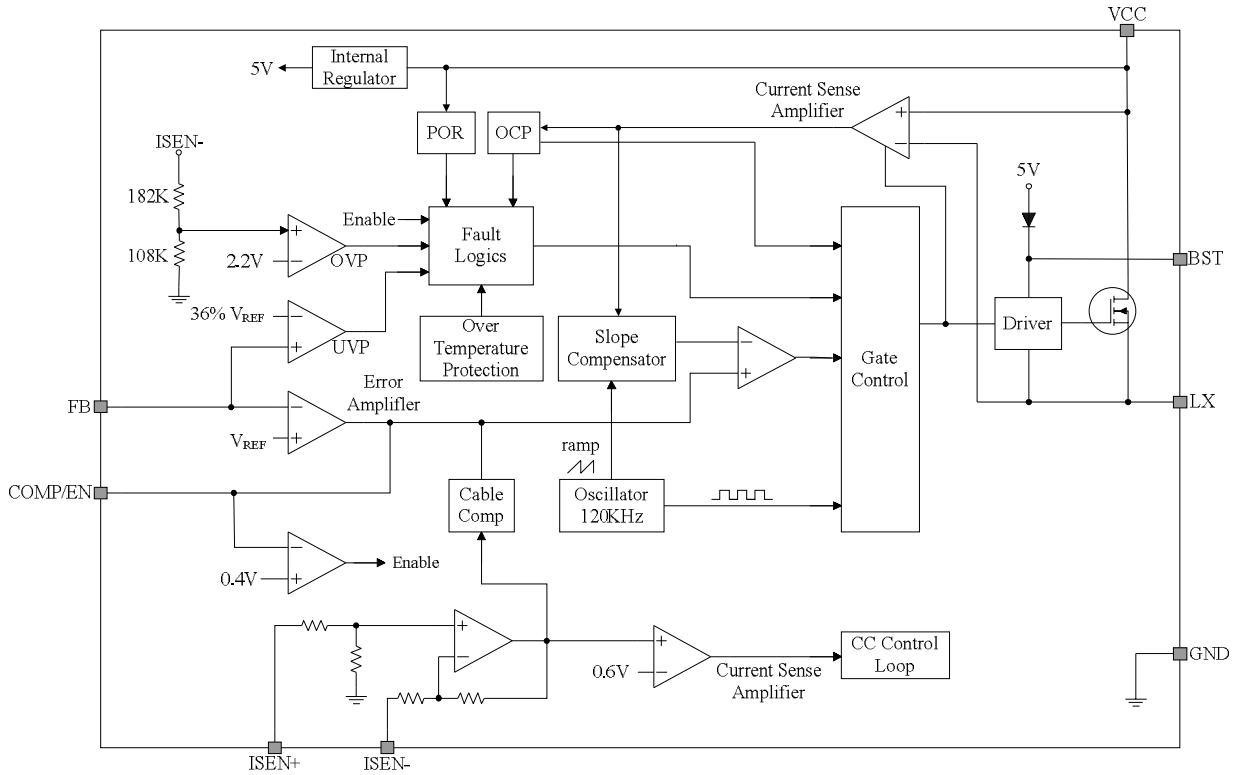 VCC
Internal
Regulator
5V
Current Sense
Amplifier
POR
OCP
+
−
ISEN-
182K
108K
5V
Enable
Fault
Logics
+
2.2V −
OVP
BST
36% VREF −
+
UVP
Over
Temperature
Protection
Slope
Compensator
−
+
Gate
Control
Driver
FB
Error
Amplifler
−
VREF +
LX
ramp
COMP/EN
Cable
Comp
Oscillator
120KHz
−
0.4V +
Enable
+
−
+
0.6V −
Current Sense
Amplifier
CC Control
Loop
GND
ISEN+
ISEN-